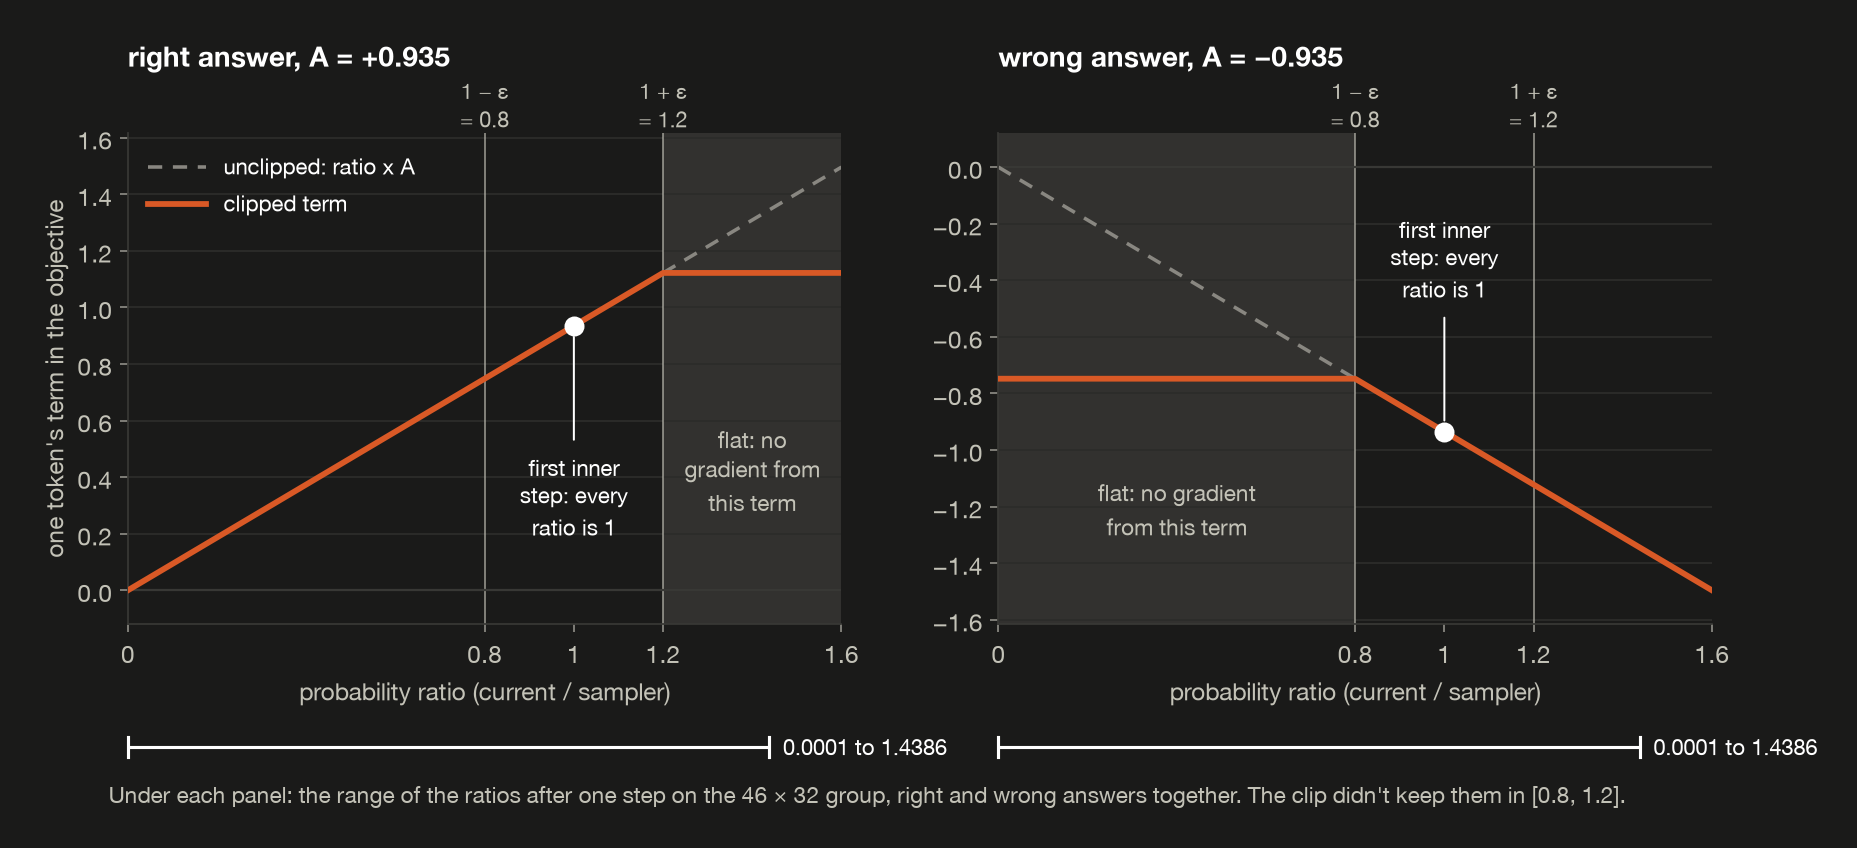 right answer, A = +0.935
1 − ε
= 0.8
1 + ε
= 1.2
1.6
1.4
1.2
1.0
0.8
0.6
0.4
0.2
0.0
one token's term in the objective
unclipped: ratio x A
clipped term
first inner
step: every
ratio is 1
flat: no
gradient from
this term
0
0.8
1
1.2
1.6
probability ratio (current / sampler)
0.0001 to 1.4386
wrong answer, A = −0.935
1 − ε
= 0.8
1 + ε
= 1.2
0.0
−0.2
−0.4
−0.6
−0.8
−1.0
−1.2
−1.4
−1.6
first inner
step: every
ratio is 1
flat: no gradient
from this term
0
0.8
1
1.2
1.6
probability ratio (current / sampler)
0.0001 to 1.4386
Under each panel: the range of the ratios after one step on the 46 × 32 group, right and wrong answers together. The clip didn't keep them in [0.8, 1.2].